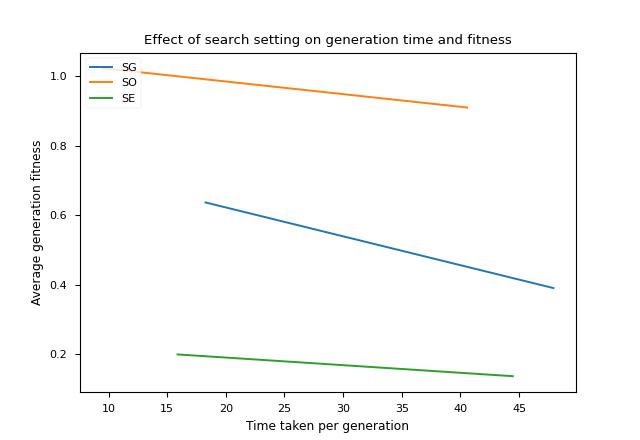 Effect of search setting on generation time and fitness
SG
SO
SE
1.0
0.8
0.6
0.4
0.2
Average generation fitness
10 15 20 25 30 35 40 45
Time taken per generation